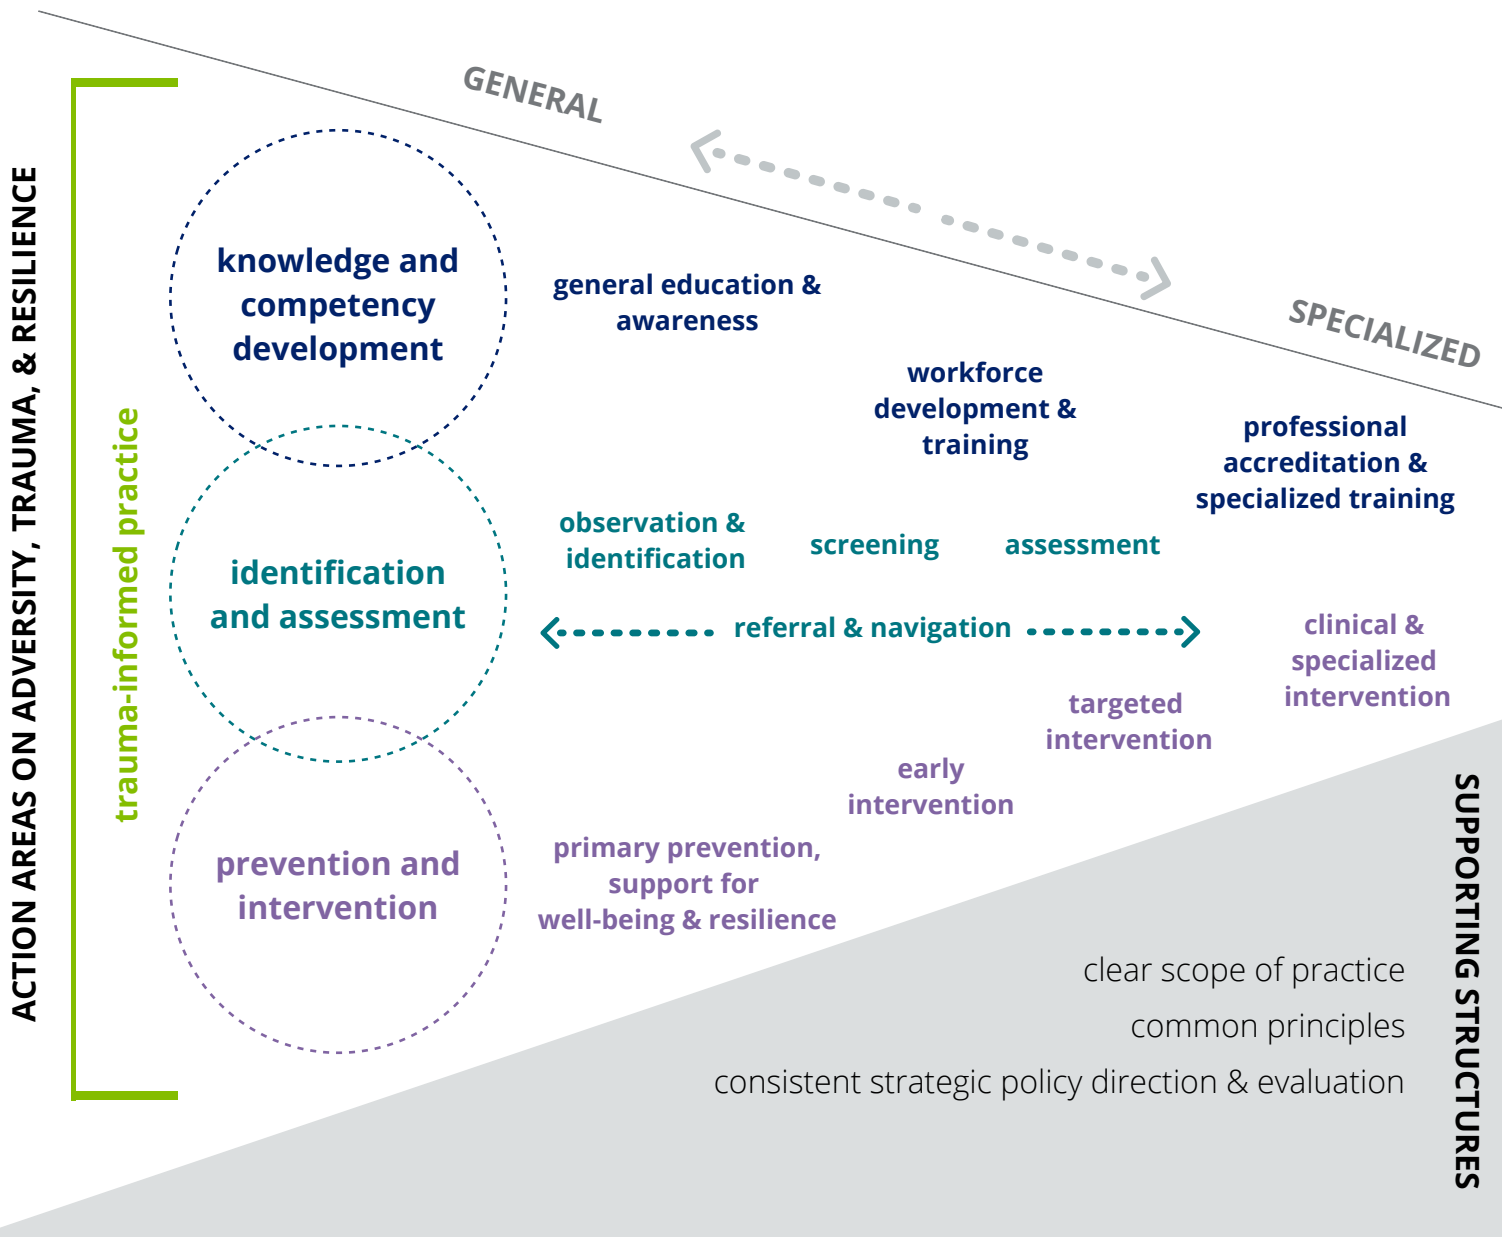 GENERAL
SPECIALIZED
ACTION AREAS ON ADVERSITY, TRAUMA, & RESILIENCE
trauma-informed practice
knowledge and
competency
development
general education &
awareness
workforce
development &
training
professional
accreditation &
specialized training
identification
and assessment
observation &
identification
screening
assessment
referral & navigation
prevention and
intervention
primary prevention,
support for
well-being & resilience
early
intervention
targeted
intervention
clinical &
specialized
intervention
SUPPORTING STRUCTURES
clear scope of practice
common principles
consistent strategic policy direction & evaluation